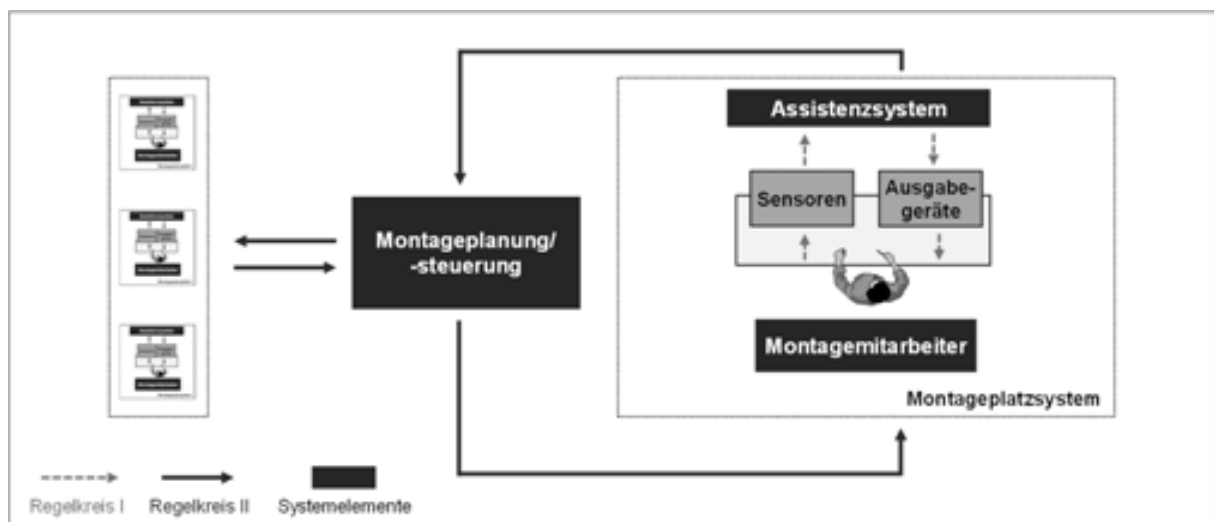 Assistenzsystem
Sensoren
Ausgabe-
geräte
Montageplanung/
-steuerung
Montagemitarbeiter
Montageplatzsystem
Regelkreis I
Regelkreis II
Systemelemente